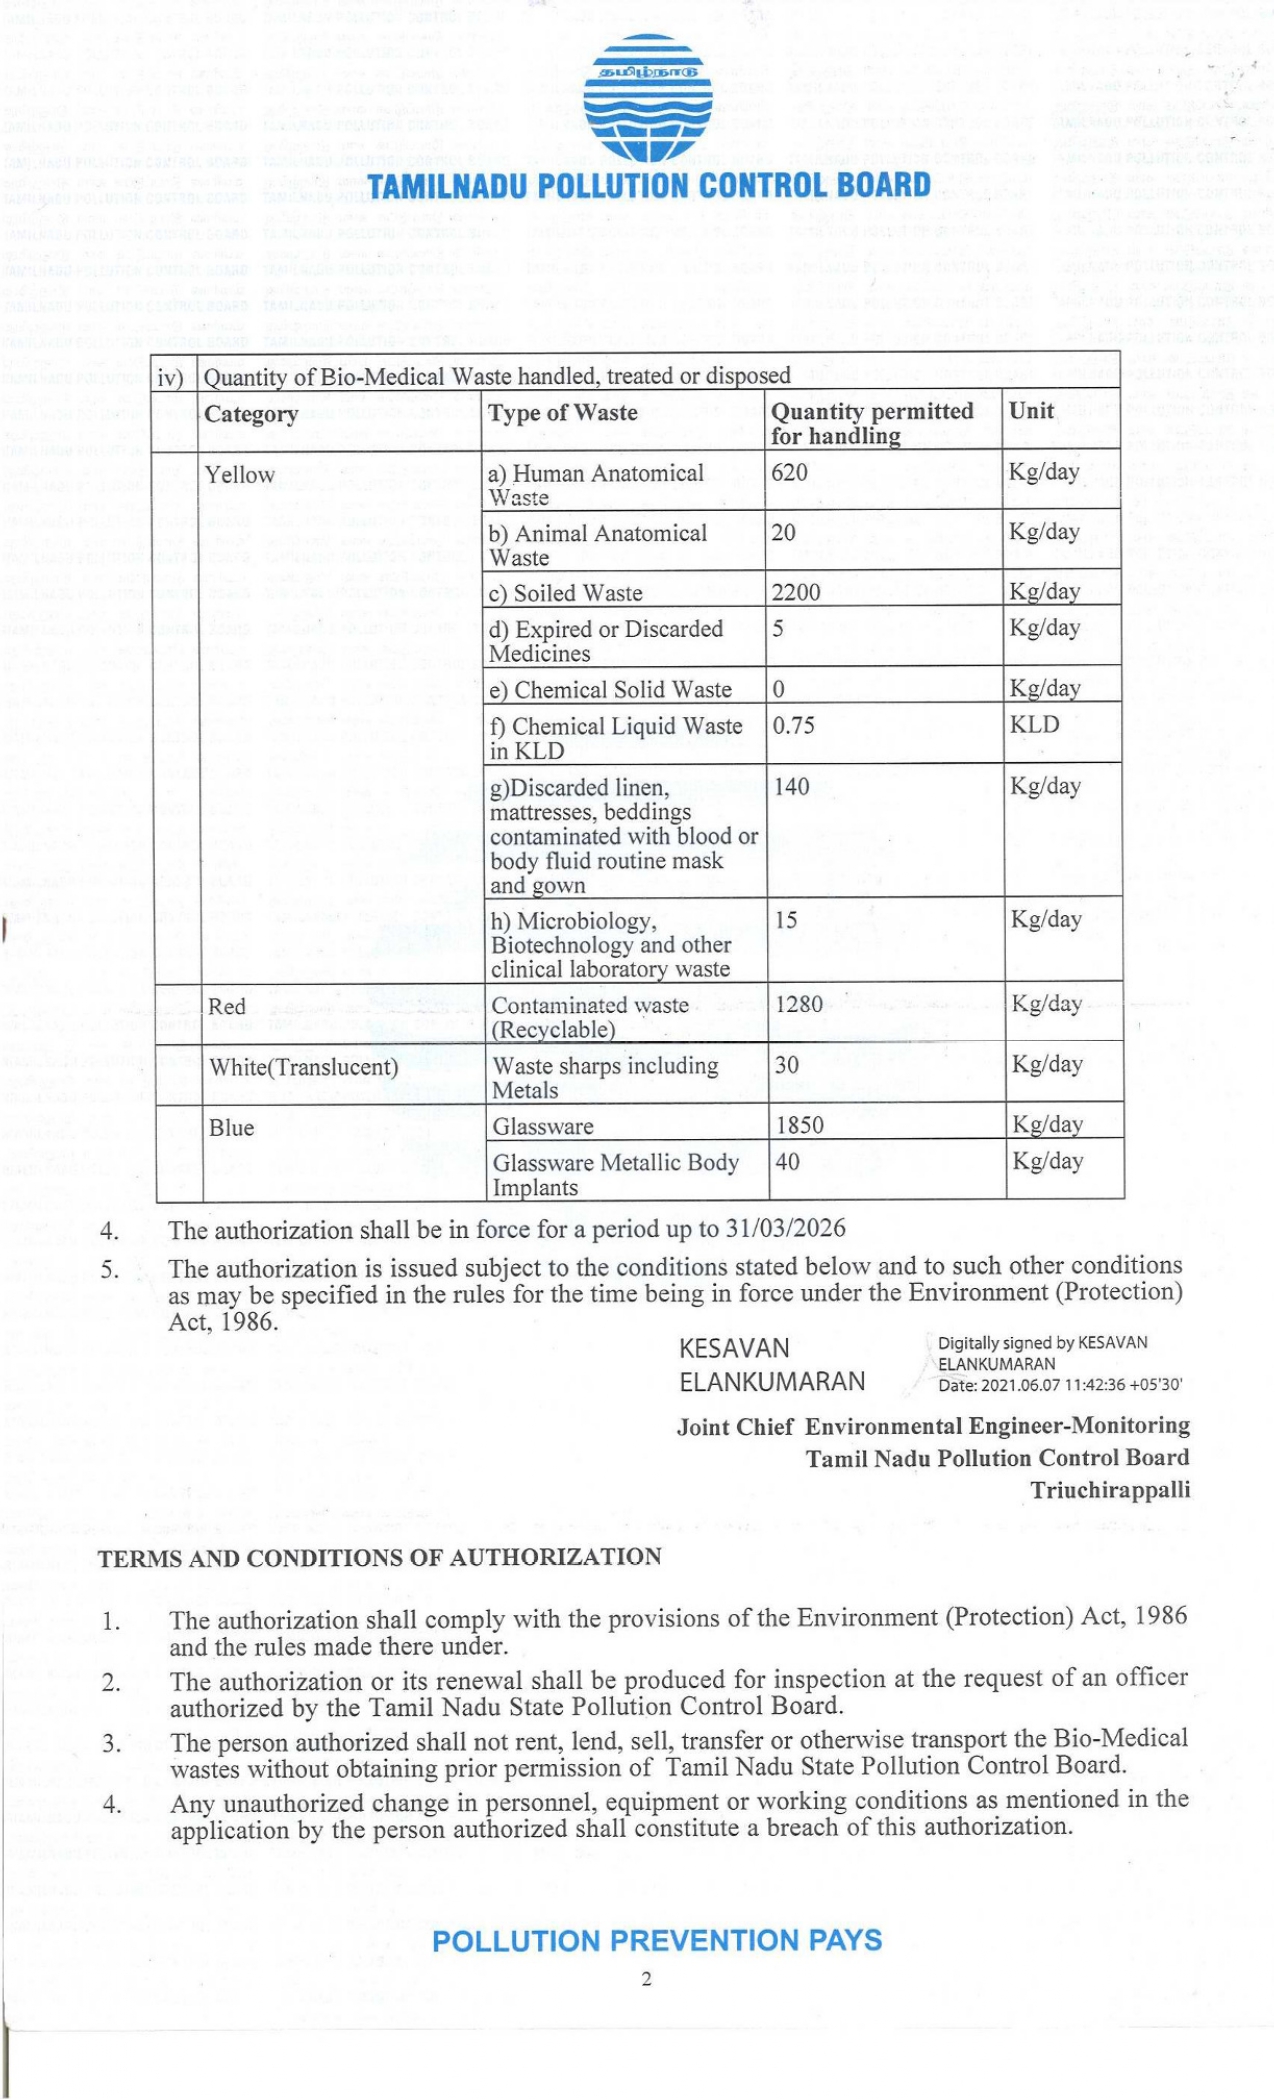 தமிழ்நாடு
TAMILNADU POLLUTION CONTROL BOARD
iv) Quantity of Bio-Medical Waste handled, treated or disposed
Category Type of Waste Quantity permitted Unit
for handling
Yellow a) Human Anatomical 620 Kg/day
Waste
b) Animal Anatomical 20 Kg/day
Waste
c) Soiled Waste 2200 Kg/day
d) Expired or Discarded 5 Kg/day
Medicines
e) Chemical Solid Waste 0 Kg/day
f) Chemical Liquid Waste 0.75 KLD
in KLD
g)Discarded linen, 140 Kg/day
mattresses, beddings
contaminated with blood or
body fluid routine mask
and gown
h) Microbiology, 15 Kg/day
Biotechnology and other
clinical laboratory waste
Red Contaminated waste 1280 Kg/day
(Recyclable)
White(Translucent) Waste sharps including 30 Kg/day
Metals
Blue Glassware 1850 Kg/day
Glassware Metallic Body 40 Kg/day
Implants
4. The authorization shall be in force for a period up to 31/03/2026
5. The authorization is issued subject to the conditions stated below and to such other conditions
as may be specified in the rules for the time being in force under the Environment (Protection)
Act, 1986.
KESAVAN
ELANKUMARAN
Digitally signed by KESAVAN
ELANKUMARAN
Date: 2021.06.07 11:42:36 +05'30'
Joint Chief Environmental Engineer-Monitoring
Tamil Nadu Pollution Control Board
Triuchirappalli
TERMS AND CONDITIONS OF AUTHORIZATION
1. The authorization shall comply with the provisions of the Environment (Protection) Act, 1986
and the rules made there under.
2. The authorization or its renewal shall be produced for inspection at the request of an officer
authorized by the Tamil Nadu State Pollution Control Board.
3. The person authorized shall not rent, lend, sell, transfer or otherwise transport the Bio-Medical
wastes without obtaining prior permission of Tamil Nadu State Pollution Control Board.
4. Any unauthorized change in personnel, equipment or working conditions as mentioned in the
application by the person authorized shall constitute a breach of this authorization.
POLLUTION PREVENTION PAYS
2